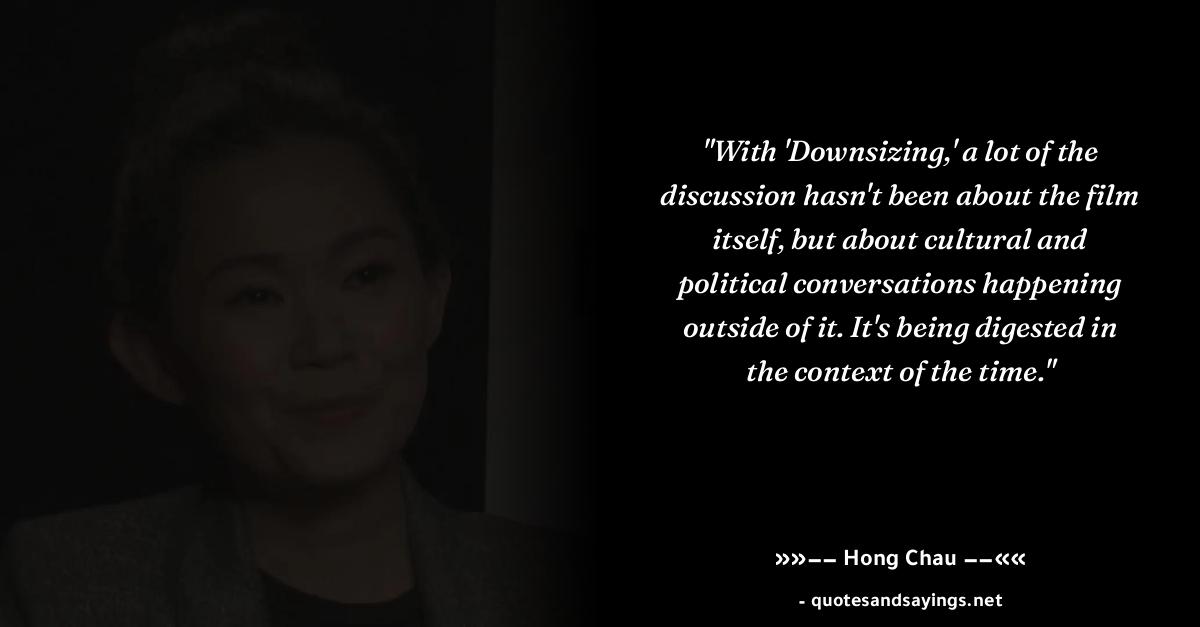 "With 'Downsizing,' a lot of the
discussion hasn't been about the film
itself, but about cultural and
political conversations happening
outside of it. It's being digested in
the context of the time."
»»–– Hong Chau ––««
- quotesandsayings.net